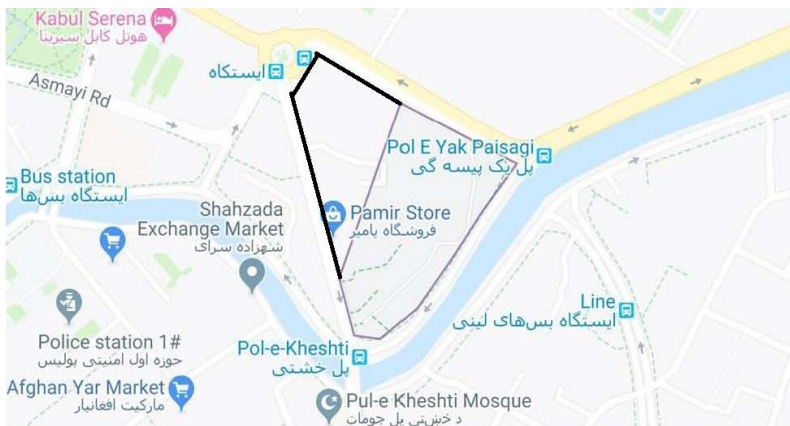 Kabul Serena
هوتل کابل سیرینا
ایستگاه
Asmayi Rd
Pol E Yak Paisagi
پل یک پیسه گی
Bus station
ایستگاه بس‌ها
Shahzada
Exchange Market
شهزاده سرای
Pamir Store
فروشگاه پامیر
Line
ایستگاه بس‌های لینی
Police station 1#
حوزه اول امنیتی پولیس
Pol-e-Kheshti
پل خشتی
Afghan Yar Market
مارکیت افغانیار
Pul-e Kheshti Mosque
د خښتي پل جومات